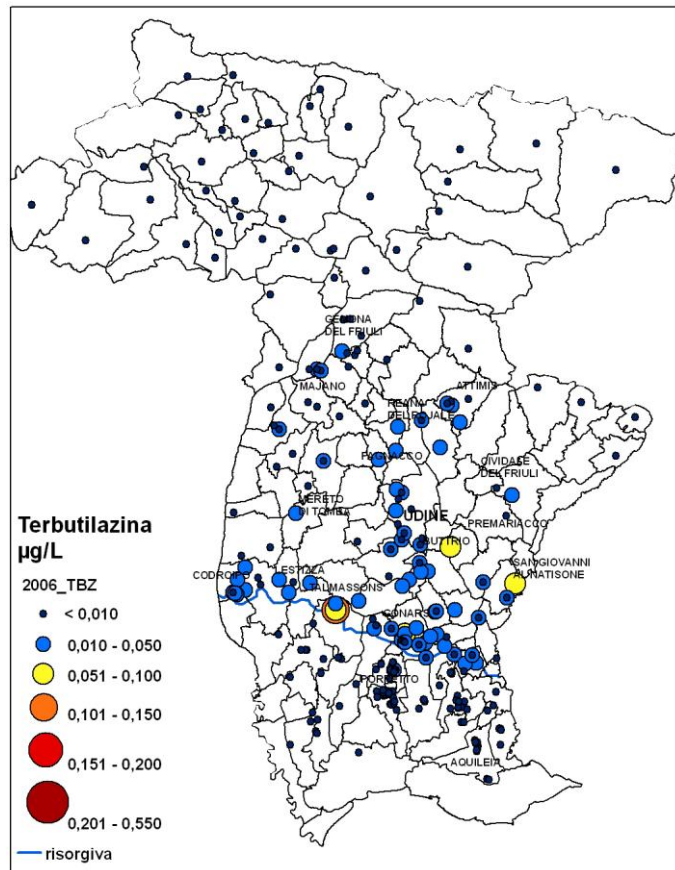 GEMONA
DEL FRIULI
MAJANO
ATTIMIS
REANA
DEL ROJALE
PAGNACCO
CIVIDALE
DEL FRIULI
MERETO
DI TOMBA
UDINE
PREMARIACCO
BUTTRIO
SAN GIOVANNI
AL NATISONE
CODROIPO
LESTIZZA
TALMASSONS
GONARS
PORPETTO
AQUILEIA
Terbutilazina
µg/L
2006_TBZ
< 0,010
0,010 - 0,050
0,051 - 0,100
0,101 - 0,150
0,151 - 0,200
0,201 - 0,550
risorgiva